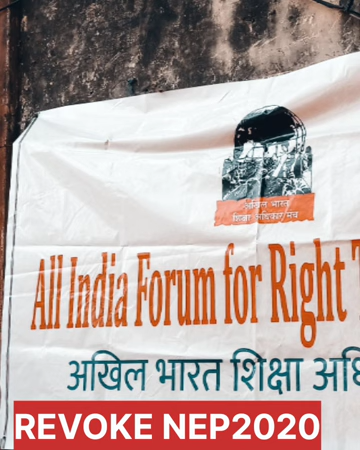 अखिल भारत
शिक्षा अधिकार मंच
All India Forum for Right T
अखिल भारत शिक्षा अधि
REVOKE NEP2020